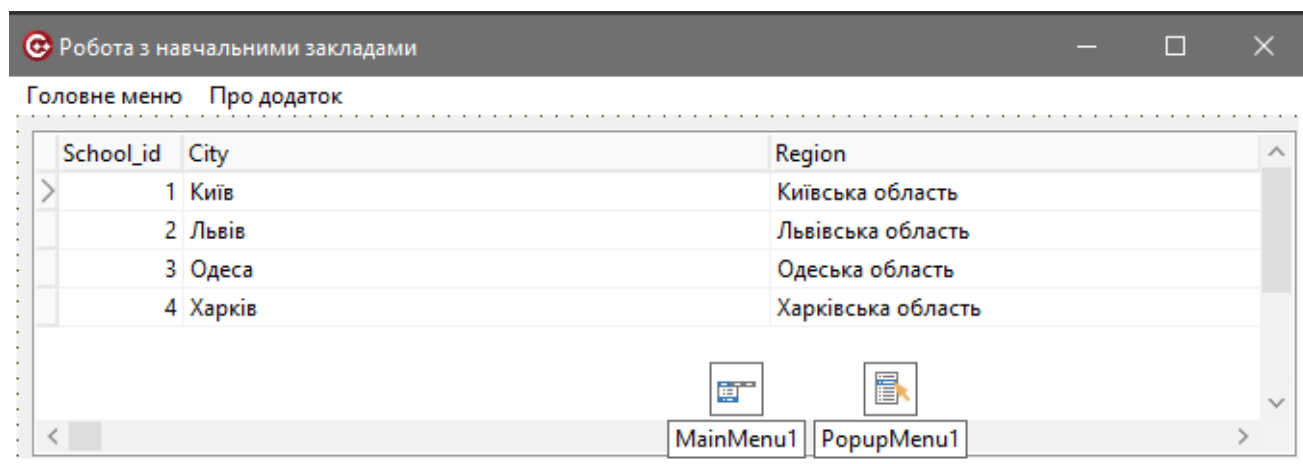 Робота з навчальними закладами
Головне меню Про додаток
School_id City Region
1 Київ Київська область
2 Львів Львівська область
3 Одеса Одеська область
4 Харків Харківська область
MainMenu1 PopupMenu1